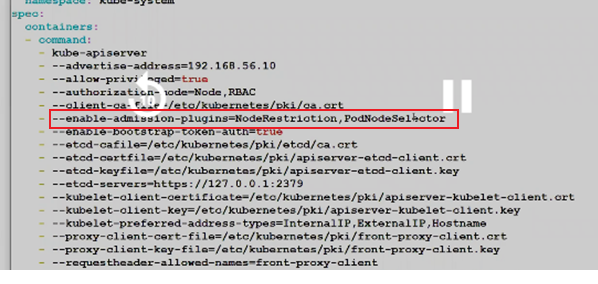 namespace: kube-system
spec:
containers:
- command:
- kube-apiserver
- --advertise-address=192.168.56.10
- --allow-privileged=true
- --authorization-mode=Node,RBAC
- --client-ca-file=/etc/kubernetes/pki/ca.crt
- --enable-admission-plugins=NodeRestriction,PodNodeSelector
- --enable-bootstrap-token-auth=true
- --etcd-cafile=/etc/kubernetes/pki/etcd/ca.crt
- --etcd-certfile=/etc/kubernetes/pki/apiserver-etcd-client.crt
- --etcd-keyfile=/etc/kubernetes/pki/apiserver-etcd-client.key
- --etcd-servers=https://127.0.0.1:2379
- --kubelet-client-certificate=/etc/kubernetes/pki/apiserver-kubelet-client.crt
- --kubelet-client-key=/etc/kubernetes/pki/apiserver-kubelet-client.key
- --kubelet-preferred-address-types=InternalIP,ExternalIP,Hostname
- --proxy-client-cert-file=/etc/kubernetes/pki/front-proxy-client.crt
- --proxy-client-key-file=/etc/kubernetes/pki/front-proxy-client.key
- --requestheader-allowed-names=front-proxy-client